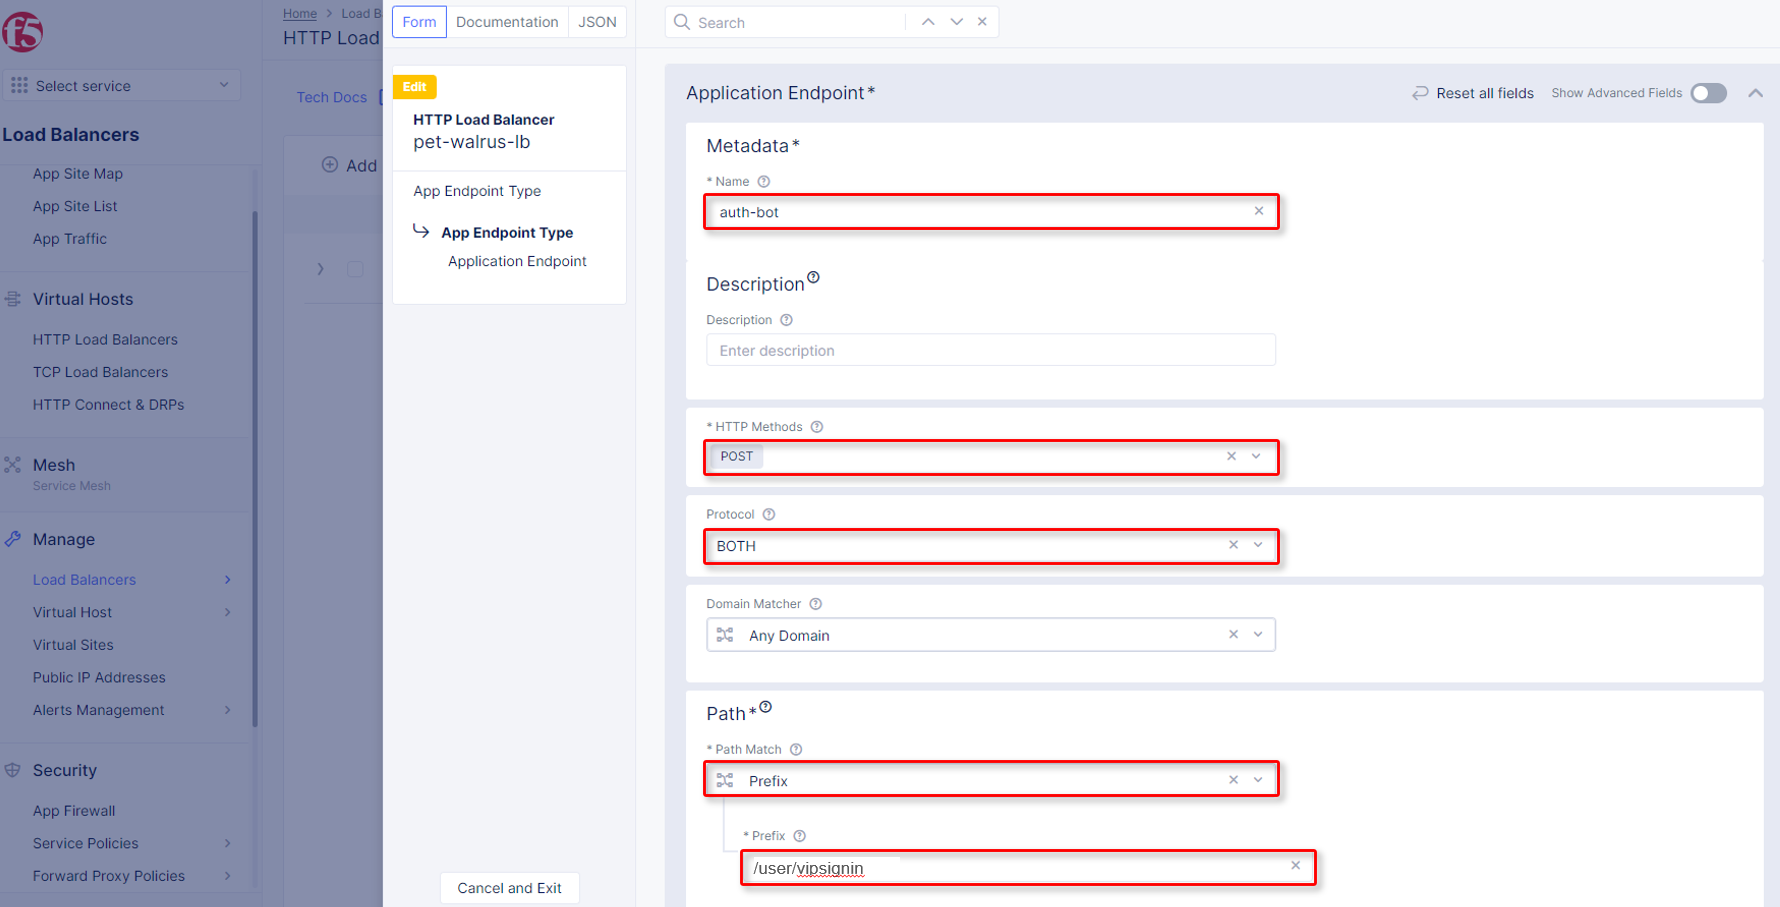 f5
Select service
Load Balancers
App Site Map
App Site List
App Traffic
Virtual Hosts
HTTP Load Balancers
TCP Load Balancers
HTTP Connect & DRPs
Mesh
Service Mesh
Manage
Load Balancers
Virtual Host
Virtual Sites
Public IP Addresses
Alerts Management
Security
App Firewall
Service Policies
Forward Proxy Policies
Home > Load B
HTTP Load
Tech Docs
Add
Form Documentation JSON
Search
Edit
HTTP Load Balancer
pet-walrus-lb
App Endpoint Type
App Endpoint Type
Application Endpoint
Cancel and Exit
Application Endpoint*
Reset all fields Show Advanced Fields
Metadata*
* Name
auth-bot
Description
Description
Enter description
* HTTP Methods
POST
Protocol
BOTH
Domain Matcher
Any Domain
Path*
* Path Match
Prefix
* Prefix
/user/vipsignin